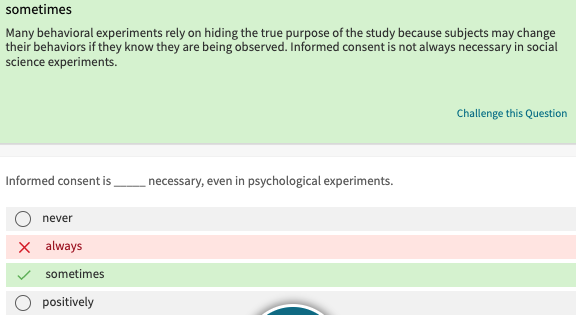 sometimes
Many behavioral experiments rely on hiding the true purpose of the study because subjects may change
their behaviors if they know they are being observed. Informed consent is not always necessary in social
science experiments.
Challenge this Question
Informed consent is _____ necessary, even in psychological experiments.
never
always
sometimes
positively